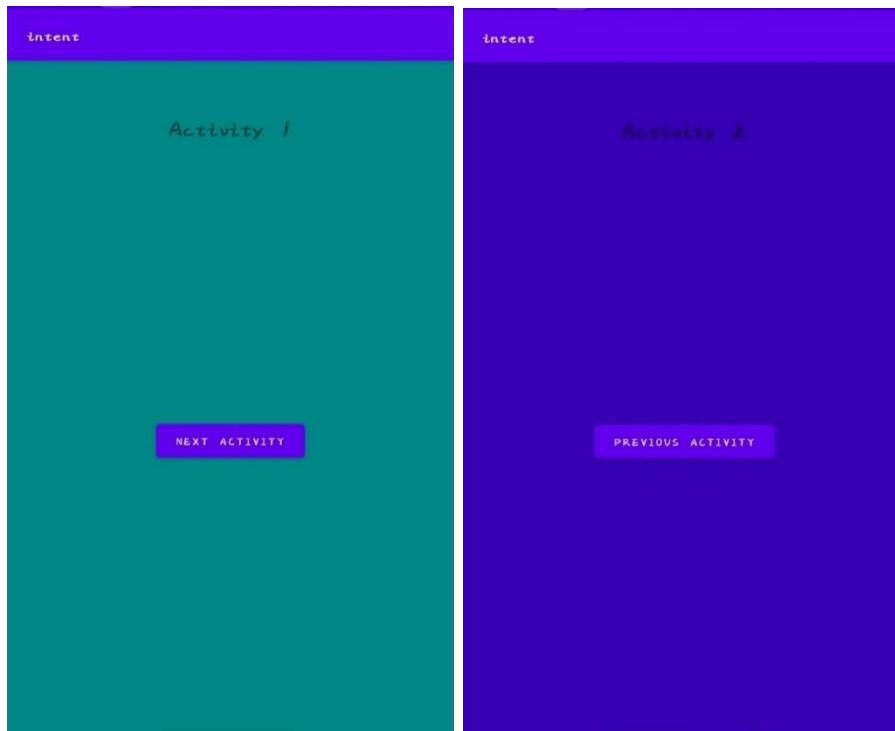 intent
Activity 1
NEXT ACTIVITY
intent
Activity 2
PREVIOUS ACTIVITY